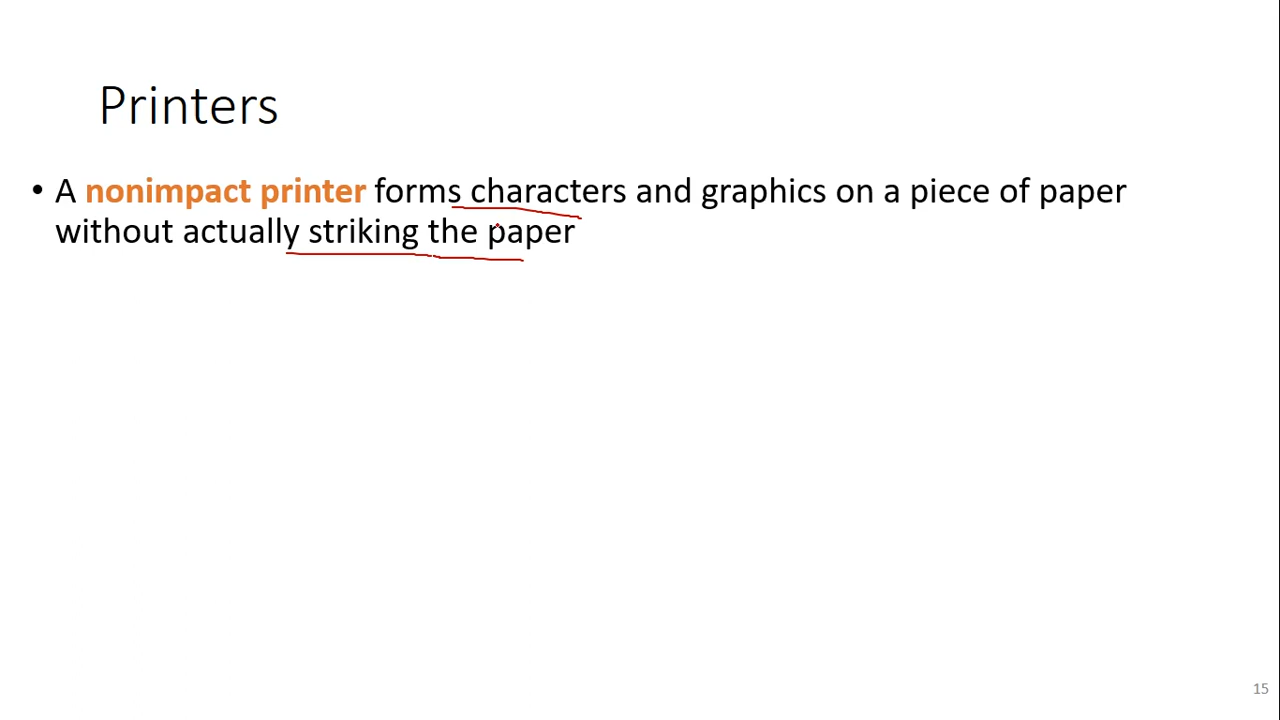 Printers
• A nonimpact printer forms characters and graphics on a piece of paper
without actually striking the paper
15